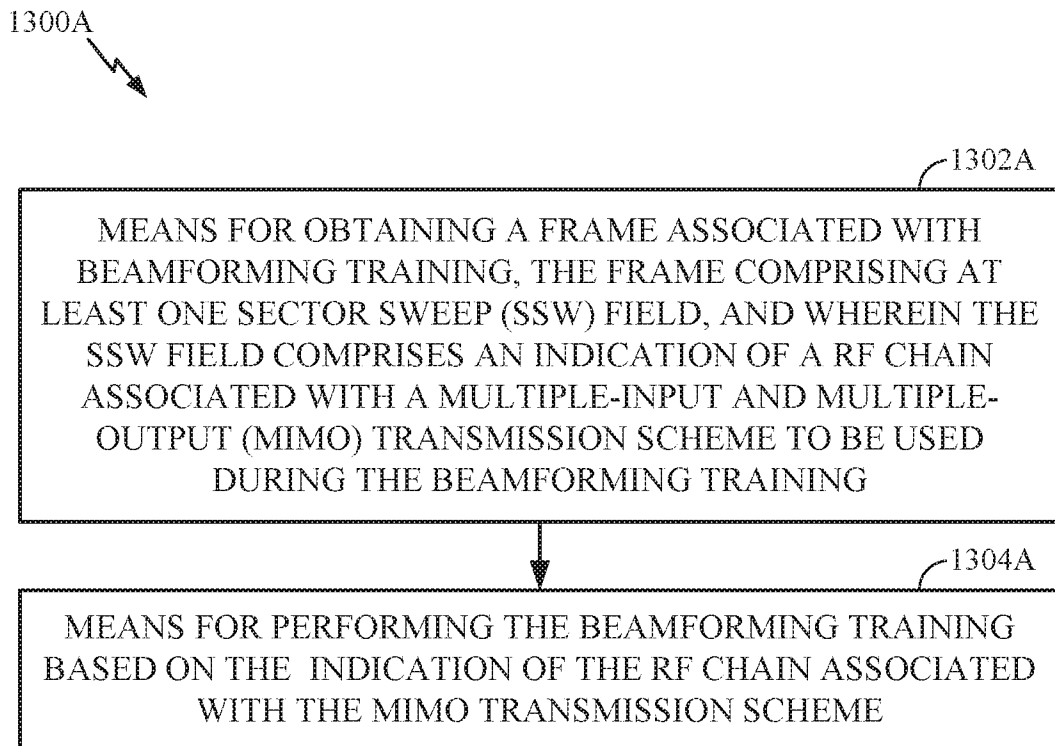 1300A
1302A
MEANS FOR OBTAINING A FRAME ASSOCIATED WITH
BEAMFORMING TRAINING, THE FRAME COMPRISING AT
LEAST ONE SECTOR SWEEP (SSW) FIELD, AND WHEREIN THE
SSW FIELD COMPRISES AN INDICATION OF A RF CHAIN
ASSOCIATED WITH A MULTIPLE-INPUT AND MULTIPLE-
OUTPUT (MIMO) TRANSMISSION SCHEME TO BE USED
DURING THE BEAMFORMING TRAINING
1304A
MEANS FOR PERFORMING THE BEAMFORMING TRAINING
BASED ON THE INDICATION OF THE RF CHAIN ASSOCIATED
WITH THE MIMO TRANSMISSION SCHEME